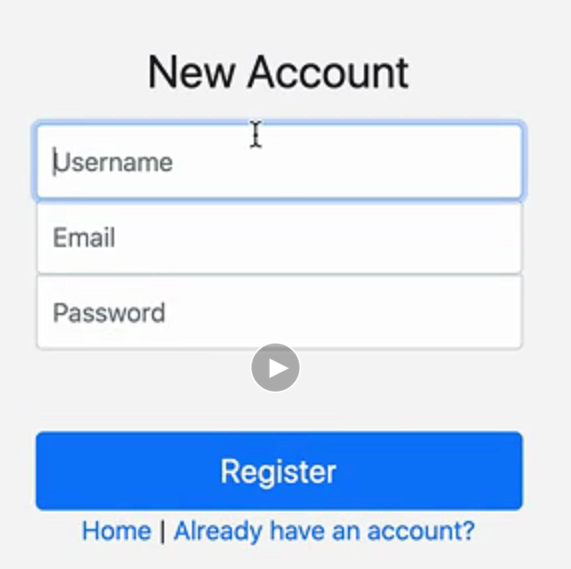 New Account
Username
Email
Password
Register
Home | Already have an account?